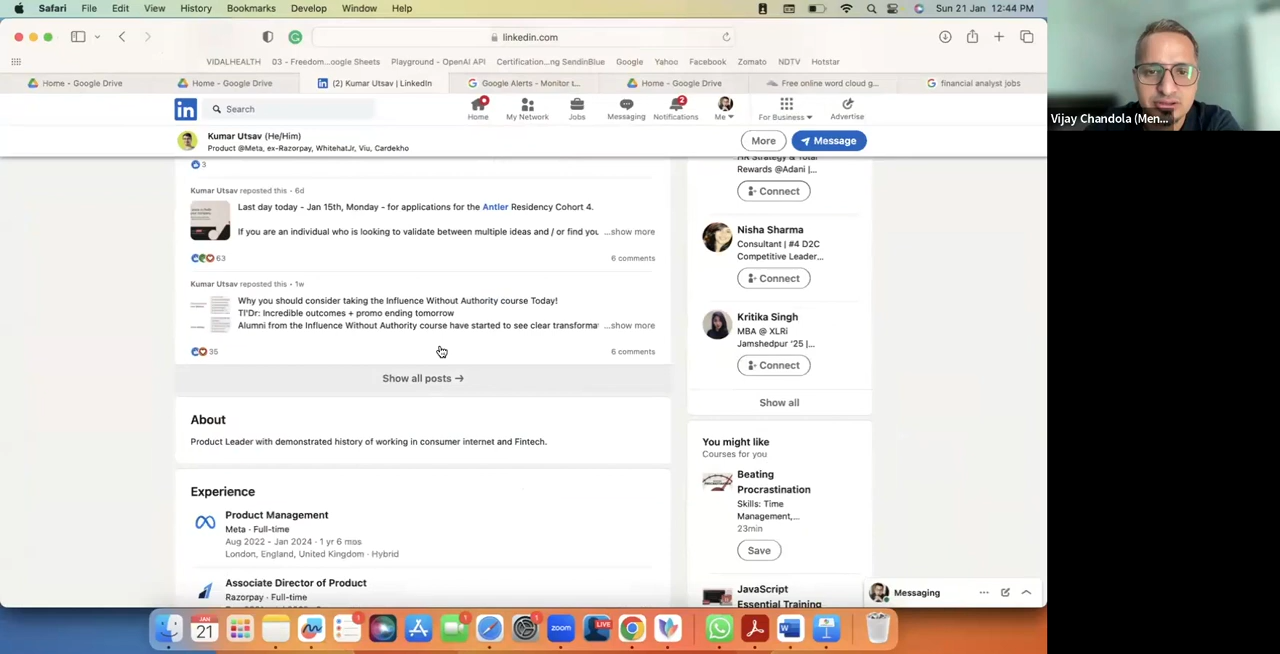 Safari File Edit View History Bookmarks Develop Window Help
Sun 21 Jan 12:44 PM
linkedin.com
VIDALHEALTH 03 - Freedom...oogle Sheets Playground - OpenAI API Certification...ng SendinBlue Google Yahoo Facebook Zomato NDTV Hotstar
Home - Google Drive
Home - Google Drive
(2) Kumar Utsav | LinkedIn
Google Alerts - Monitor t...
Home - Google Drive
Free online word cloud g...
financial analyst jobs
in
Search
Home
My Network
Jobs
Messaging
2
Notifications
Me
For Business
Advertise
Kumar Utsav (He/Him)
Product @Meta, ex-Razorpay, WhitehatJr, Viu, Cardekho
More
Message
3
Kumar Utsav reposted this • 6d
Last day today - Jan 15th, Monday - for applications for the Antler Residency Cohort 4.
If you are an individual who is looking to validate between multiple ideas and / or find you ...show more
63
6 comments
Kumar Utsav reposted this • 1w
Why you should consider taking the Influence Without Authority course Today!
Tl'Dr: Incredible outcomes + promo ending tomorrow
Alumni from the Influence Without Authority course have started to see clear transforma ...show more
35
6 comments
Show all posts →
About
Product Leader with demonstrated history of working in consumer internet and Fintech.
Experience
Product Management
Meta · Full-time
Aug 2022 - Jan 2024 · 1 yr 6 mos
London, England, United Kingdom · Hybrid
Associate Director of Product
Razorpay · Full-time
HR Strategy & Total
Rewards @Adani |...
Connect
Nisha Sharma
Consultant | #4 D2C
Competitive Leader...
Connect
Kritika Singh
MBA @ XLRi
Jamshedpur '25 |...
Connect
Show all
You might like
Courses for you
Beating
Procrastination
Skills: Time
Management,...
23min
Save
JavaScript
Essential Training
Messaging
JAN
21
1
1
1
zoom
LIVE
Vijay Chandola (Men...